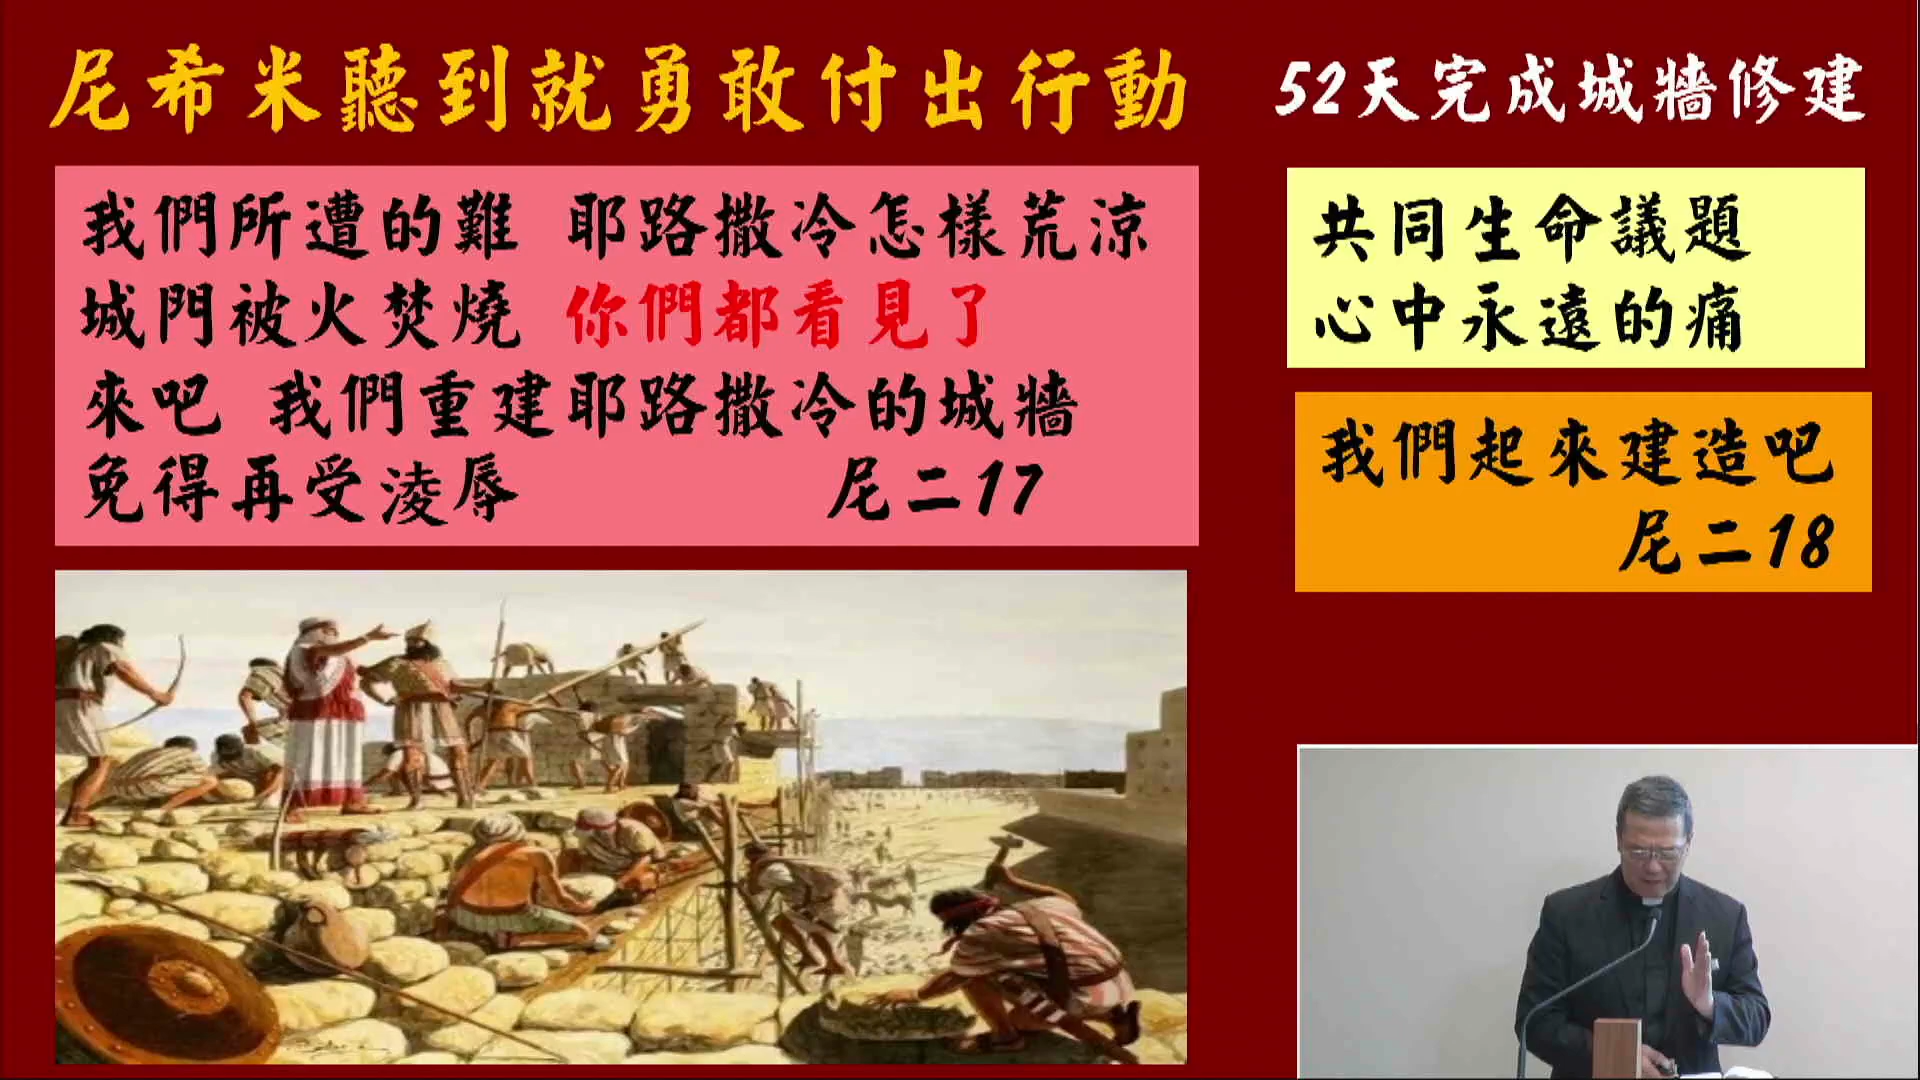 尼希米聽到就勇敢付出行動
52天完成城牆修建
我們所遭的難 耶路撒冷怎樣荒涼
城門被火焚燒 你們都看見了
來吧 我們重建耶路撒冷的城牆
免得再受淩辱 尼二17
共同生命議題
心中永遠的痛
我們起來建造吧
尼二18